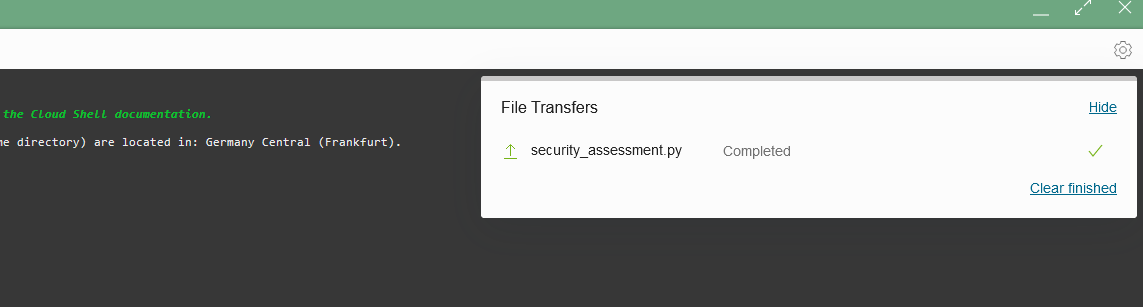 the Cloud Shell documentation.
me directory) are located in: Germany Central (Frankfurt).
File Transfers
Hide
security_assessment.py
Completed
Clear finished